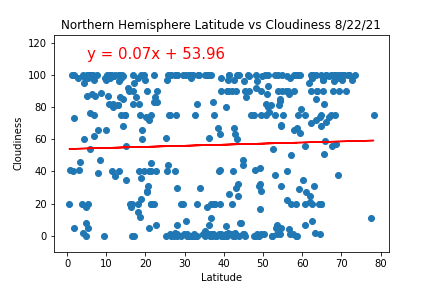 Northern Hemisphere Latitude vs Cloudiness 8/22/21
y = 0.07x + 53.96
Cloudiness
120
100
80
60
40
20
0
0 10 20 30 40 50 60 70 80
Latitude